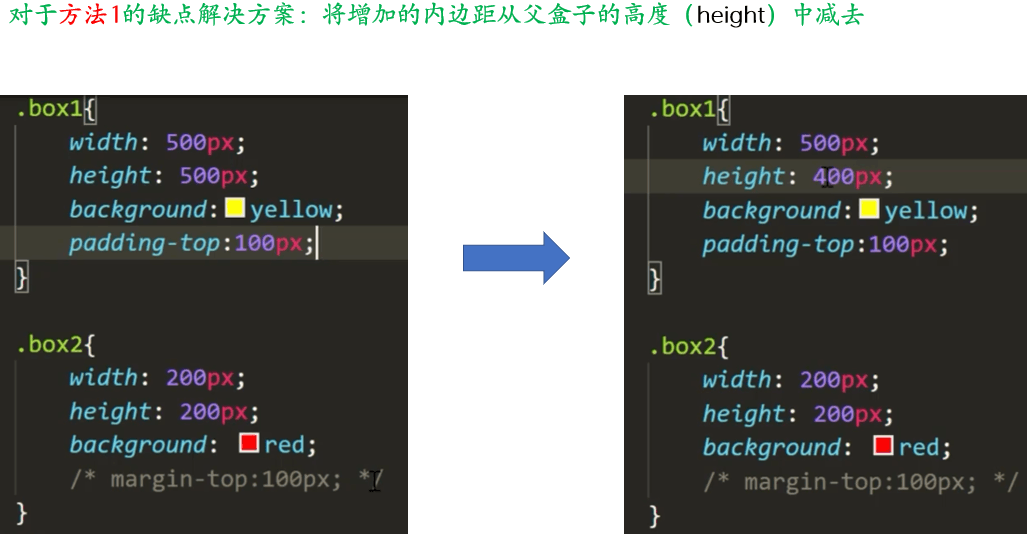 对于方法1的缺点解决方案：将增加的内边距从父盒子的高度（height）中减去
.box1{
width: 500px;
height: 500px;
background: yellow;
padding-top:100px;
}
.box2{
width: 200px;
height: 200px;
background: red;
/* margin-top:100px; */
}
.box1{
width: 500px;
height: 400px;
background: yellow;
padding-top:100px;
}
.box2{
width: 200px;
height: 200px;
background: red;
/* margin-top:100px; */
}